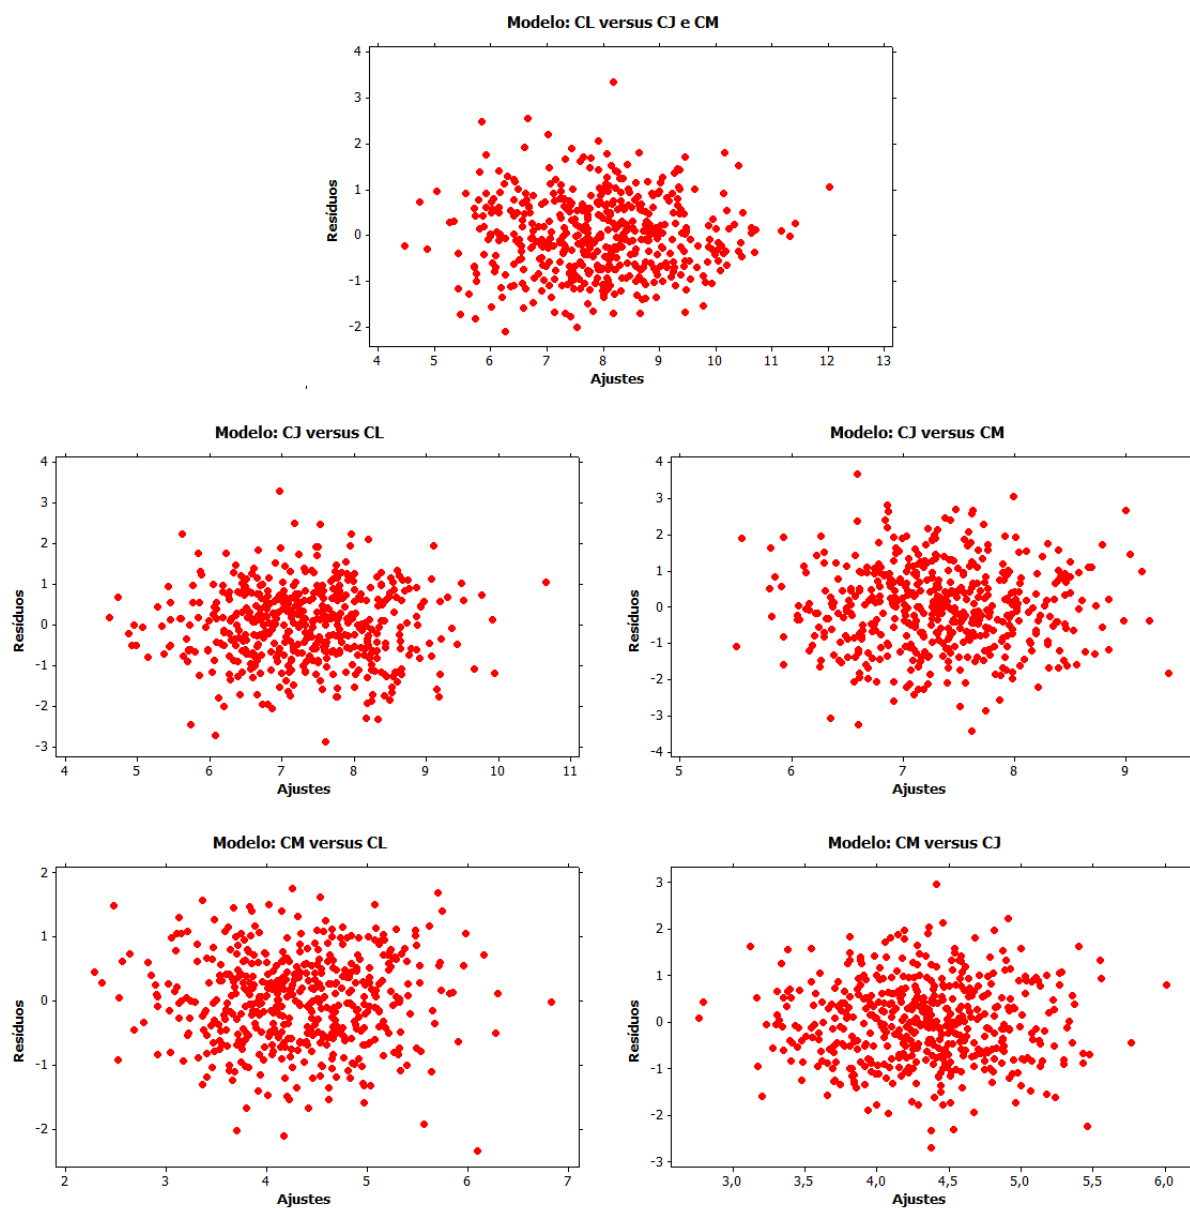 Modelo: CL versus CJ e CM
4
3
2
1
0
-1
-2
Resíduos
4 5 6 7 8 9 10 11 12 13
Ajustes
Modelo: CJ versus CL
4
3
2
1
0
-1
-2
-3
Resíduos
4 5 6 7 8 9 10 11
Ajustes
Modelo: CJ versus CM
4
3
2
1
0
-1
-2
-3
-4
Resíduos
5 6 7 8 9
Ajustes
Modelo: CM versus CL
2
1
0
-1
-2
Resíduos
2 3 4 5 6 7
Ajustes
Modelo: CM versus CJ
3
2
1
0
-1
-2
-3
Resíduos
3,0 3,5 4,0 4,5 5,0 5,5 6,0
Ajustes